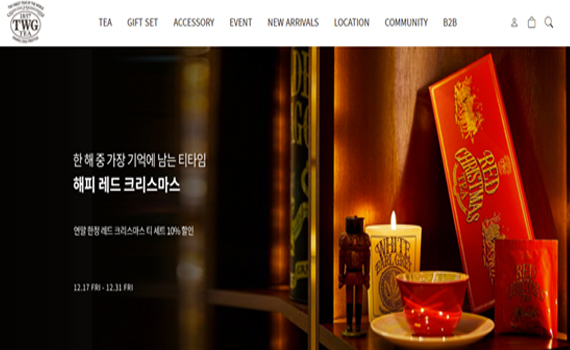 1837
TWG
TEA
TEA GIFT SET ACCESSORY EVENT NEW ARRIVALS LOCATION COMMUNITY B2B
한 해 중 가장 기억에 남는 티타임
해피 레드 크리스마스
연말 한정 레드 크리스마스 티 세트 10% 할인
12.17 FRI - 12.31 FRI
RED
CHRISTMAS
TEA
WHITE
RED
CHRISTMAS